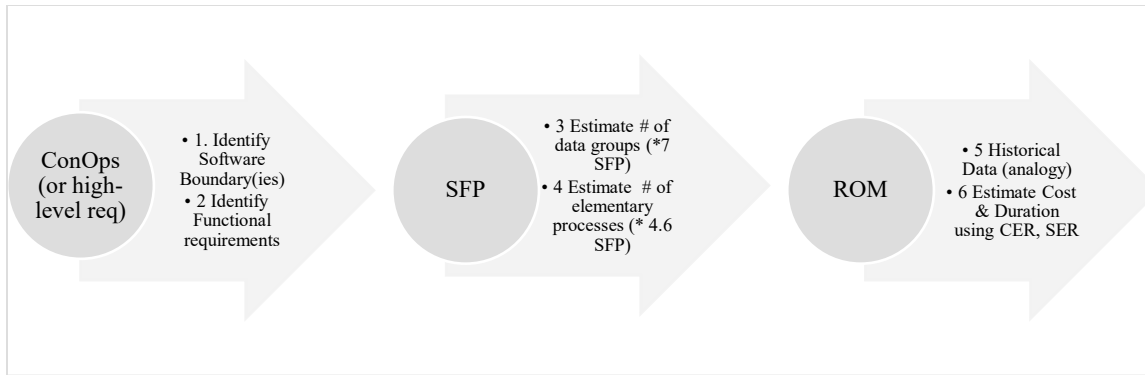 ConOps
(or high-
level req)
• 1. Identify
Software
Boundary(ies)
• 2 Identify
Functional
requirements
SFP
• 3 Estimate # of
data groups (*7
SFP)
• 4 Estimate # of
elementary
processes (* 4.6
SFP)
ROM
• 5 Historical
Data (analogy)
• 6 Estimate Cost
& Duration
using CER, SER